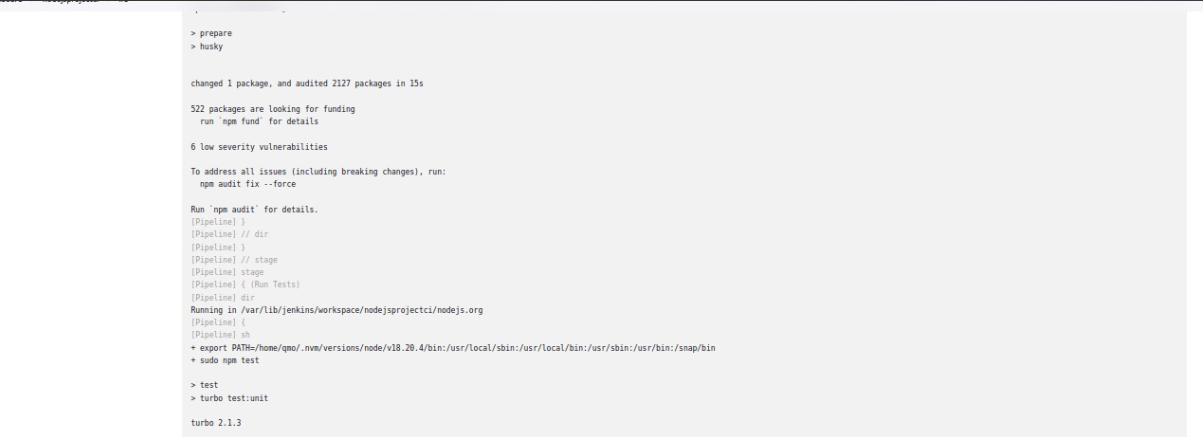 > prepare
> husky
changed 1 package, and audited 2127 packages in 15s
522 packages are looking for funding
run `npm fund` for details
6 low severity vulnerabilities
To address all issues (including breaking changes), run:
npm audit fix --force
Run `npm audit` for details.
[Pipeline] }
[Pipeline] // dir
[Pipeline] }
[Pipeline] // stage
[Pipeline] stage
[Pipeline] { (Run Tests)
[Pipeline] dir
Running in /var/lib/jenkins/workspace/nodejsprojectci/nodejs.org
[Pipeline] {
[Pipeline] sh
+ export PATH=/home/qmo/.nvm/versions/node/v18.20.4/bin:/usr/local/sbin:/usr/local/bin:/usr/sbin:/usr/bin:/snap/bin
+ sudo npm test
> test
> turbo test:unit
turbo 2.1.3